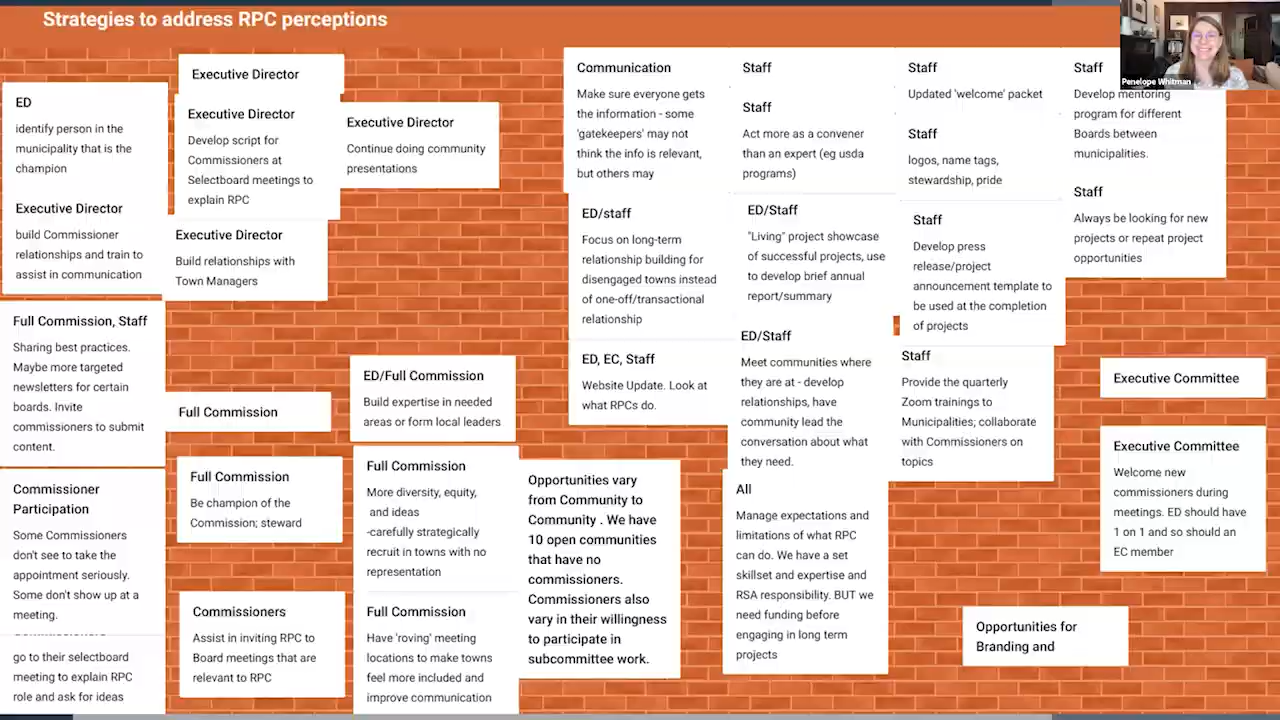 Strategies to address RPC perceptions
Penelope Whitman
ED
identify person in the
municipality that is the
champion
Executive Director
build Commissioner
relationships and train to
assist in communication
Executive Director
Executive Director
Develop script for
Commissioners at
Selectboard meetings to
explain RPC
Executive Director
Build relationships with
Town Managers
Executive Director
Continue doing community
presentations
Full Commission, Staff
Sharing best practices.
Maybe more targeted
newsletters for certain
boards. Invite
commissioners to submit
content.
Commissioner
Participation
Some Commissioners
don't see to take the
appointment seriously.
Some don't show up at a
meeting.
go to their selectboard
meeting to explain RPC
role and ask for ideas
Full Commission
Full Commission
Be champion of the
Commission; steward
Commissioners
Assist in inviting RPC to
Board meetings that are
relevant to RPC
ED/Full Commission
Build expertise in needed
areas or form local leaders
Full Commission
More diversity, equity,
and ideas
-carefully strategically
recruit in towns with no
representation
Full Commission
Have 'roving' meeting
locations to make towns
feel more included and
improve communication
Opportunities vary
from Community to
Community . We have
10 open communities
that have no
commissioners.
Commissioners also
vary in their willingness
to participate in
subcommittee work.
Communication
Make sure everyone gets
the information - some
'gatekeepers' may not
think the info is relevant,
but others may
ED/staff
Focus on long-term
relationship building for
disengaged towns instead
of one-off/transactional
relationship
ED, EC, Staff
Website Update. Look at
what RPCs do.
Staff
Staff
Act more as a convener
than an expert (eg usda
programs)
ED/Staff
"Living" project showcase
of successful projects, use
to develop brief annual
report/summary
ED/Staff
Meet communities where
they are at - develop
relationships, have
community lead the
conversation about what
they need.
All
Manage expectations and
limitations of what RPC
can do. We have a set
skillset and expertise and
RSA responsibility. BUT we
need funding before
engaging in long term
projects
Staff
Updated 'welcome' packet
Staff
logos, name tags,
stewardship, pride
Staff
Develop press
release/project
announcement template to
be used at the completion
of projects
Staff
Provide the quarterly
Zoom trainings to
Municipalities; collaborate
with Commissioners on
topics
Staff
Develop mentoring
program for different
Boards between
municipalities.
Staff
Always be looking for new
projects or repeat project
opportunities
Executive Committee
Executive Committee
Welcome new
commissioners during
meetings. ED should have
1 on 1 and so should an
EC member
Opportunities for
Branding and